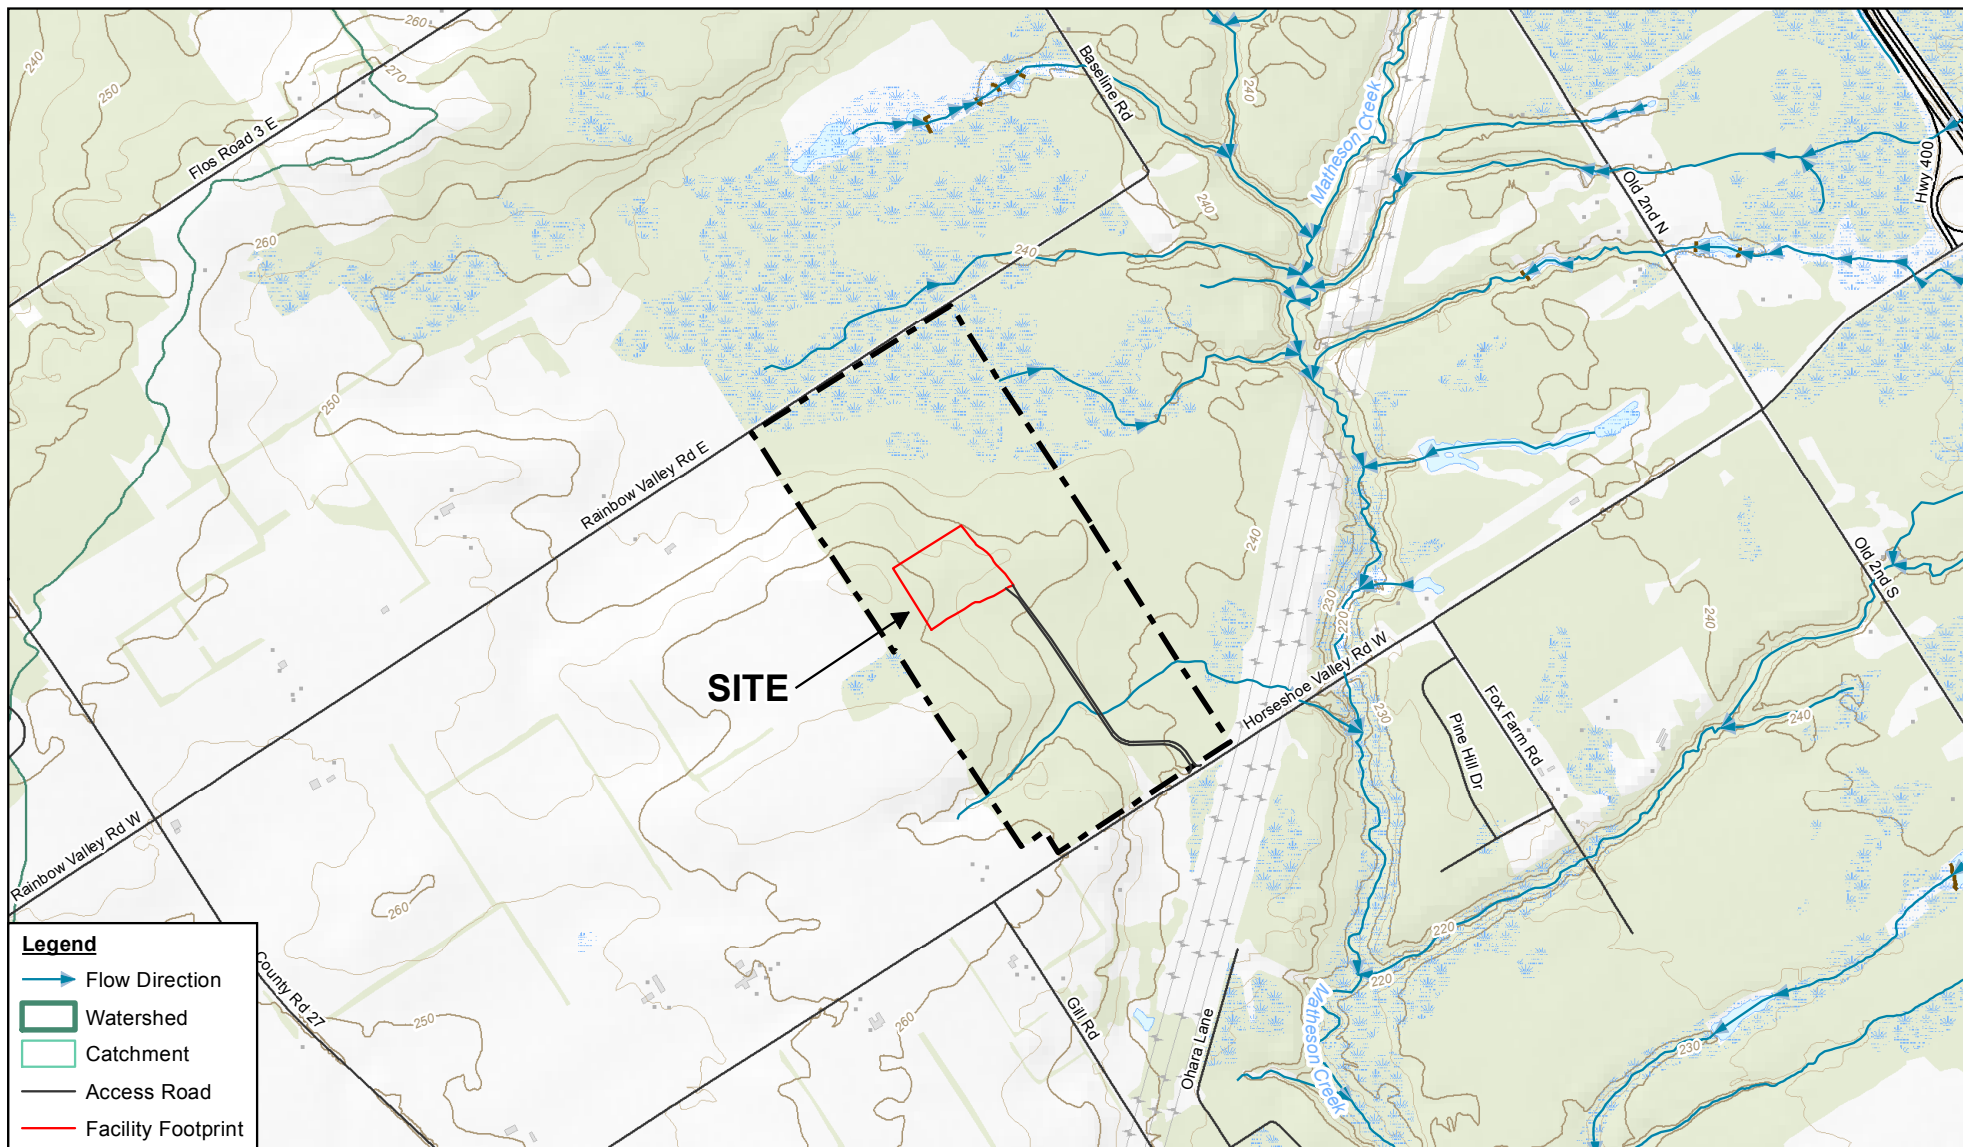 260
240
270
250
Flos Road 3 E
Baseline Rd
240
Matheson Creek
Hwy 400
Old 2nd N
260
240
240
250
Rainbow Valley Rd E
240
230
220
Old 2nd S
240
SITE
Horseshoe Valley Rd W
230
240
Fox Farm Rd
Pine Hill Dr
Rainbow Valley Rd W
260
220
220
Legend
Flow Direction
Watershed
Catchment
Access Road
Facility Footprint
County Rd 27
250
260
Gill Rd
Ohara Lane
Matheson Creek
230